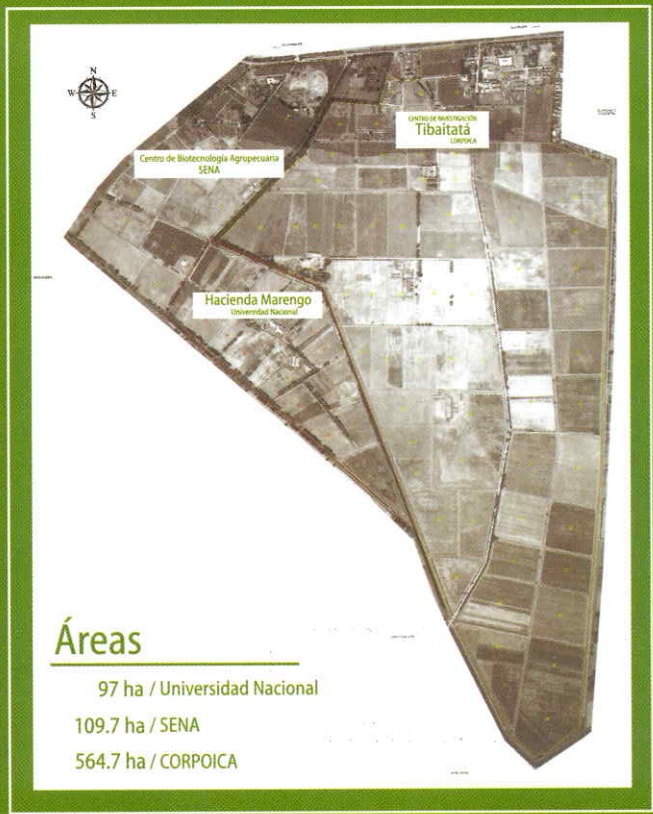 N
W E
S
CENTRO DE INVESTIGACIÓN
Tibaitatá
CORPOICA
Centro de Biotecnología Agropecuaria
SENA
Hacienda Marengo
Universidad Nacional
Áreas
97 ha / Universidad Nacional
109.7 ha / SENA
564.7 ha / CORPOICA